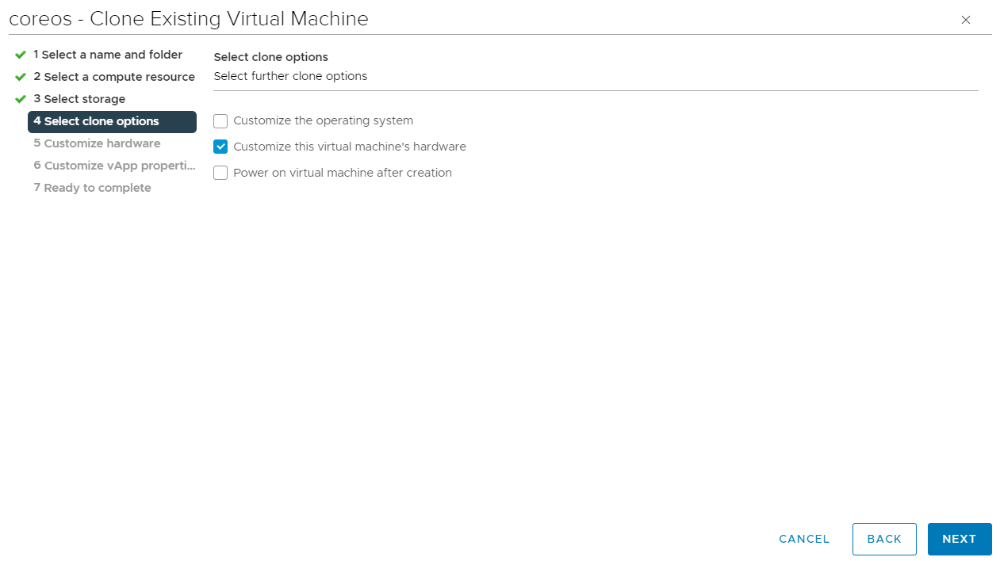 coreos - Clone Existing Virtual Machine
1 Select a name and folder
2 Select a compute resource
3 Select storage
4 Select clone options
5 Customize hardware
6 Customize vApp properti...
7 Ready to complete
Select clone options
Select further clone options
Customize the operating system
Customize this virtual machine's hardware
Power on virtual machine after creation
CANCEL
BACK
NEXT